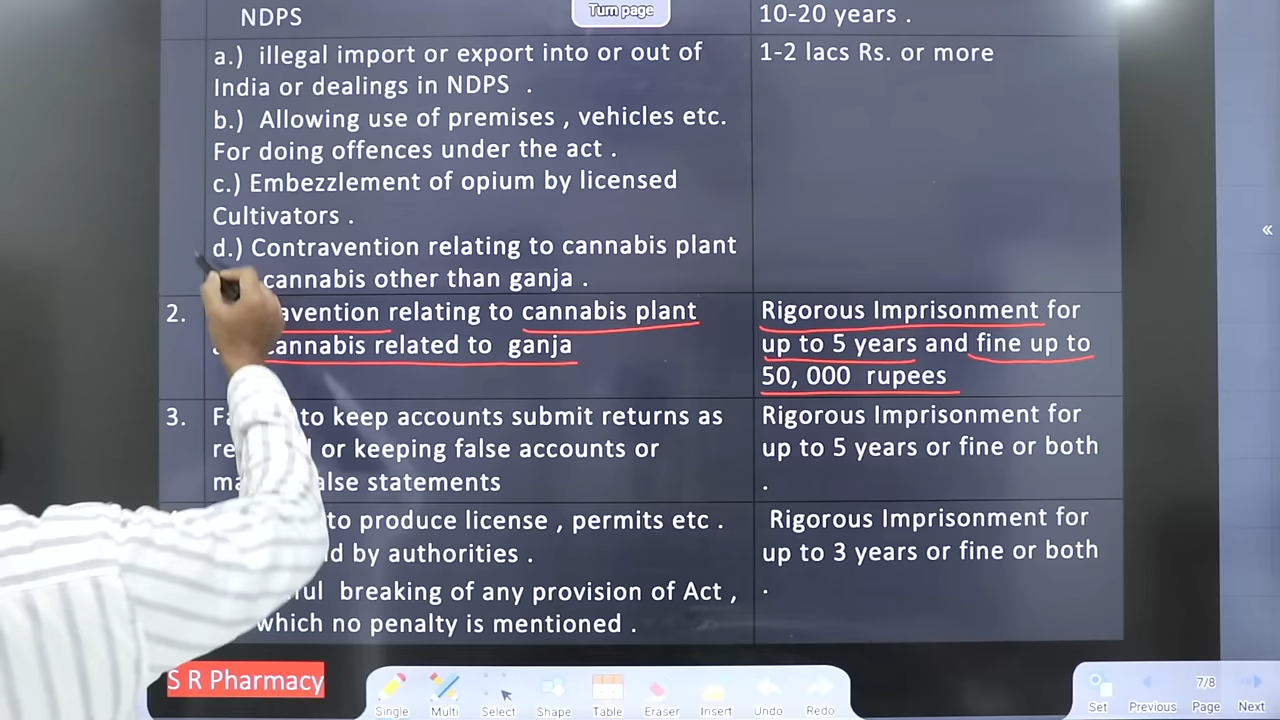 Turn page
NDPS
10-20 years .
a.) illegal import or export into or out of
India or dealings in NDPS .
b.) Allowing use of premises , vehicles etc.
For doing offences under the act .
c.) Embezzlement of opium by licensed
Cultivators .
d.) Contravention relating to cannabis plant
cannabis other than ganja .
1-2 lacs Rs. or more
2.
relating to cannabis plant
cannabis related to ganja
Rigorous Imprisonment for
up to 5 years and fine up to
50, 000 rupees
3.
to keep accounts submit returns as
or keeping false accounts or
statements
Rigorous Imprisonment for
up to 5 years or fine or both
.
to produce license , permits etc .
by authorities .
breaking of any provision of Act ,
which no penalty is mentioned .
Rigorous Imprisonment for
up to 3 years or fine or both
.
S R Pharmacy
Single Multi Select Shape Table Eraser Insert Undo Redo
7/8
Set Previous Page Next